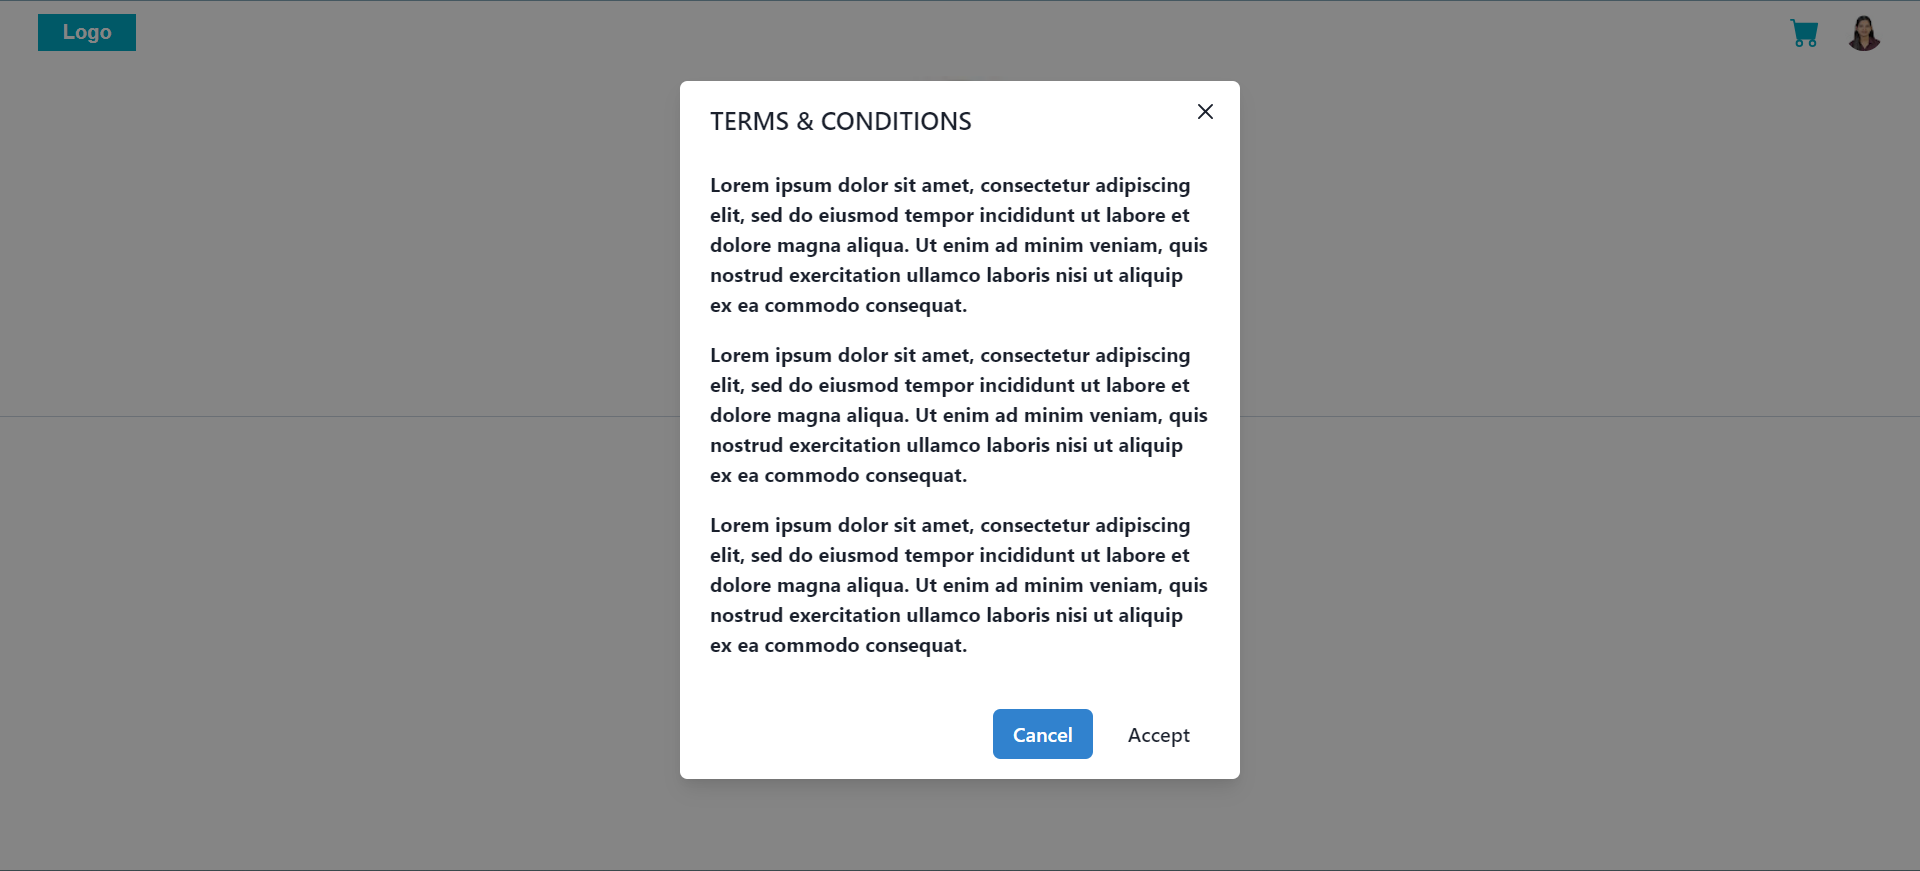 Logo
TERMS & CONDITIONS
Lorem ipsum dolor sit amet, consectetur adipiscing
elit, sed do eiusmod tempor incididunt ut labore et
dolore magna aliqua. Ut enim ad minim veniam, quis
nostrud exercitation ullamco laboris nisi ut aliquip
ex ea commodo consequat.
Lorem ipsum dolor sit amet, consectetur adipiscing
elit, sed do eiusmod tempor incididunt ut labore et
dolore magna aliqua. Ut enim ad minim veniam, quis
nostrud exercitation ullamco laboris nisi ut aliquip
ex ea commodo consequat.
Lorem ipsum dolor sit amet, consectetur adipiscing
elit, sed do eiusmod tempor incididunt ut labore et
dolore magna aliqua. Ut enim ad minim veniam, quis
nostrud exercitation ullamco laboris nisi ut aliquip
ex ea commodo consequat.
Cancel
Accept